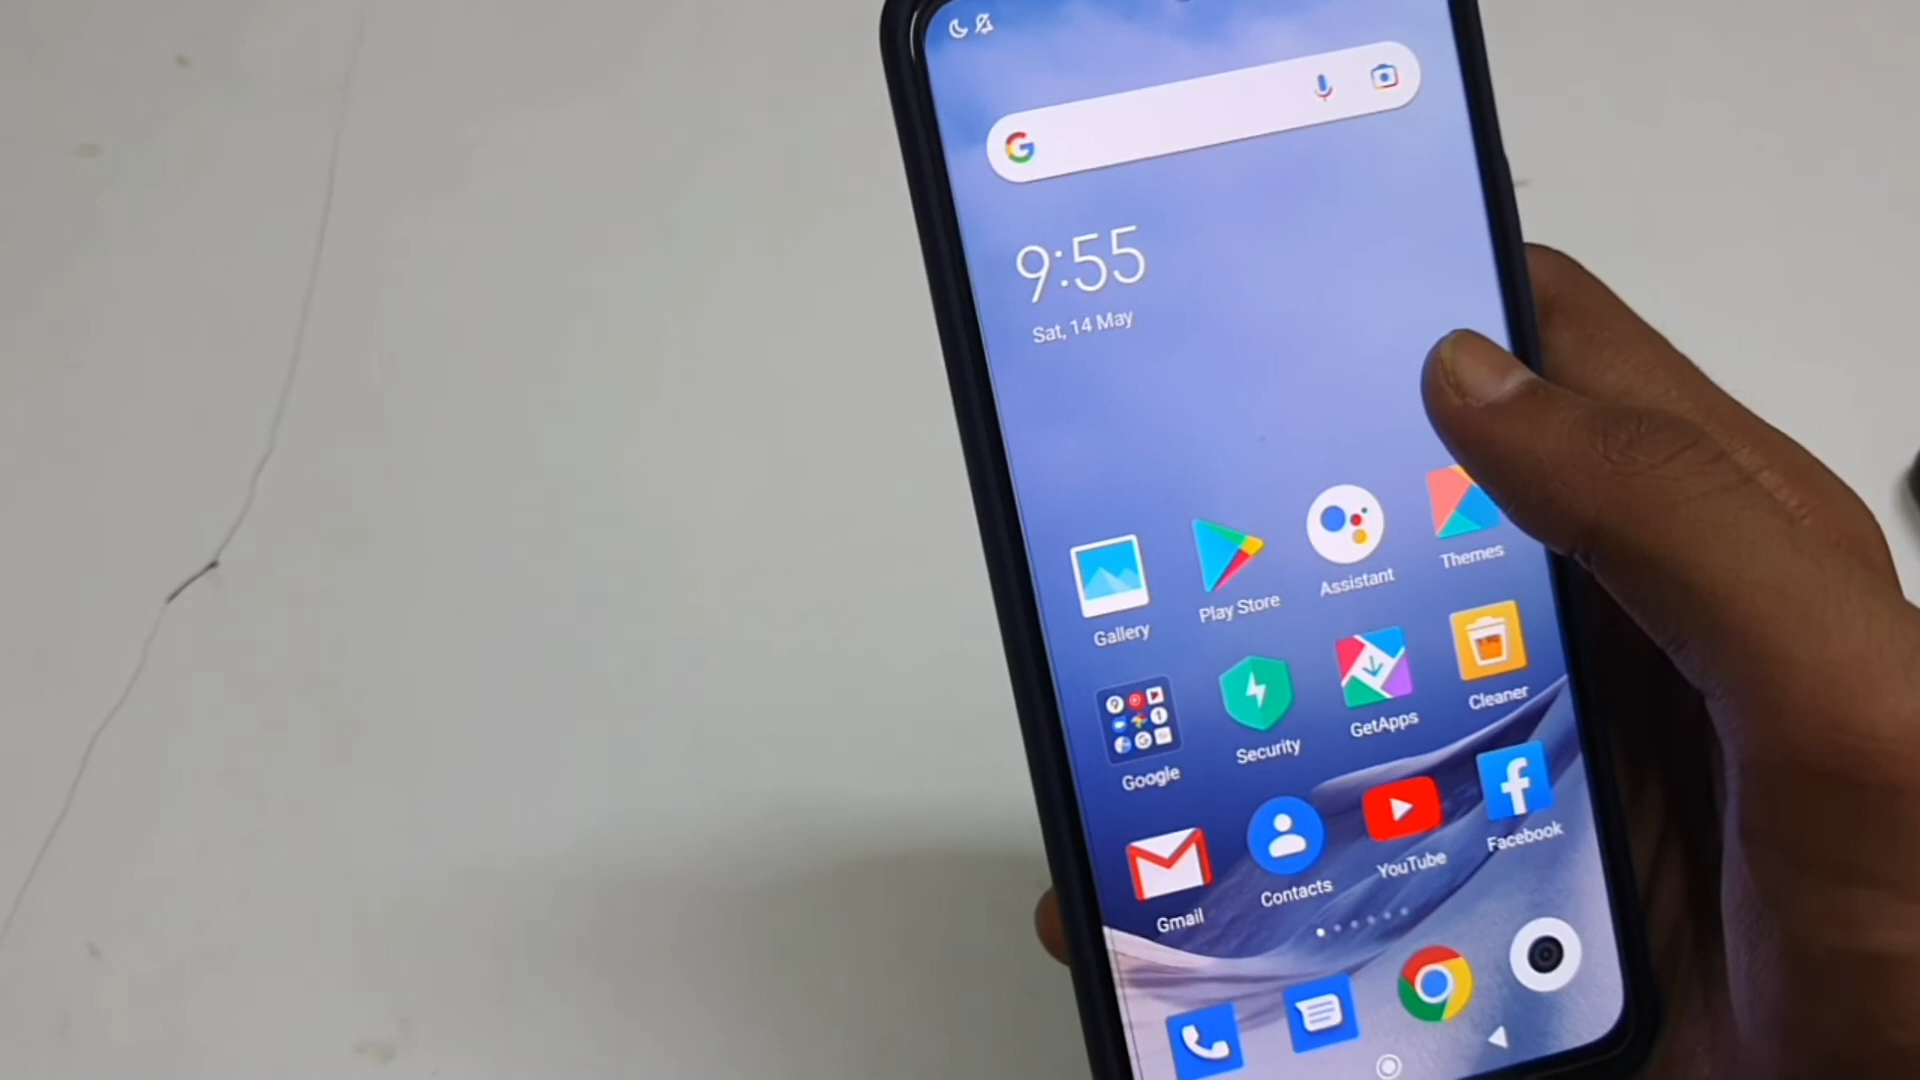 9:55
Sat, 14 May
Gallery
Play Store
Assistant
Themes
Google
Security
GetApps
Cleaner
Gmail
Contacts
YouTube
Facebook